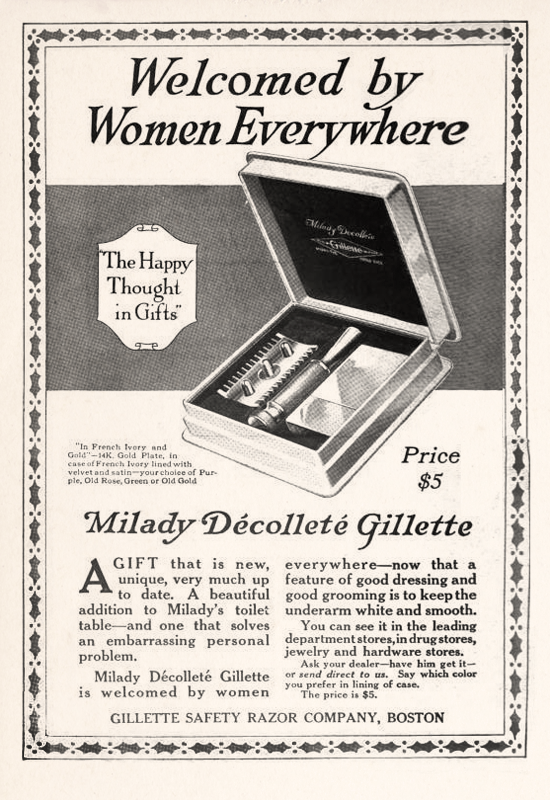 Welcomed by
Women Everywhere
Milady Décolleté
Gillette
"The Happy
Thought
in Gifts"
"In French Ivory and
Gold"—14K. Gold Plate, in
case of French Ivory lined with
velvet and satin—your choice of Pur-
ple, Old Rose, Green or Old Gold
Price
$5
Milady Décolleté Gillette
A GIFT that is new,
unique, very much up
to date. A beautiful
addition to Milady's toilet
table—and one that solves
an embarrassing personal
problem.
Milady Décolleté Gillette
is welcomed by women
everywhere—now that a
feature of good dressing and
good grooming is to keep the
underarm white and smooth.
You can see it in the leading
department stores, in drug stores,
jewelry and hardware stores.
Ask your dealer—have him get it—
or send direct to us. Say which color
you prefer in lining of case.
The price is $5.
GILLETTE SAFETY RAZOR COMPANY, BOSTON